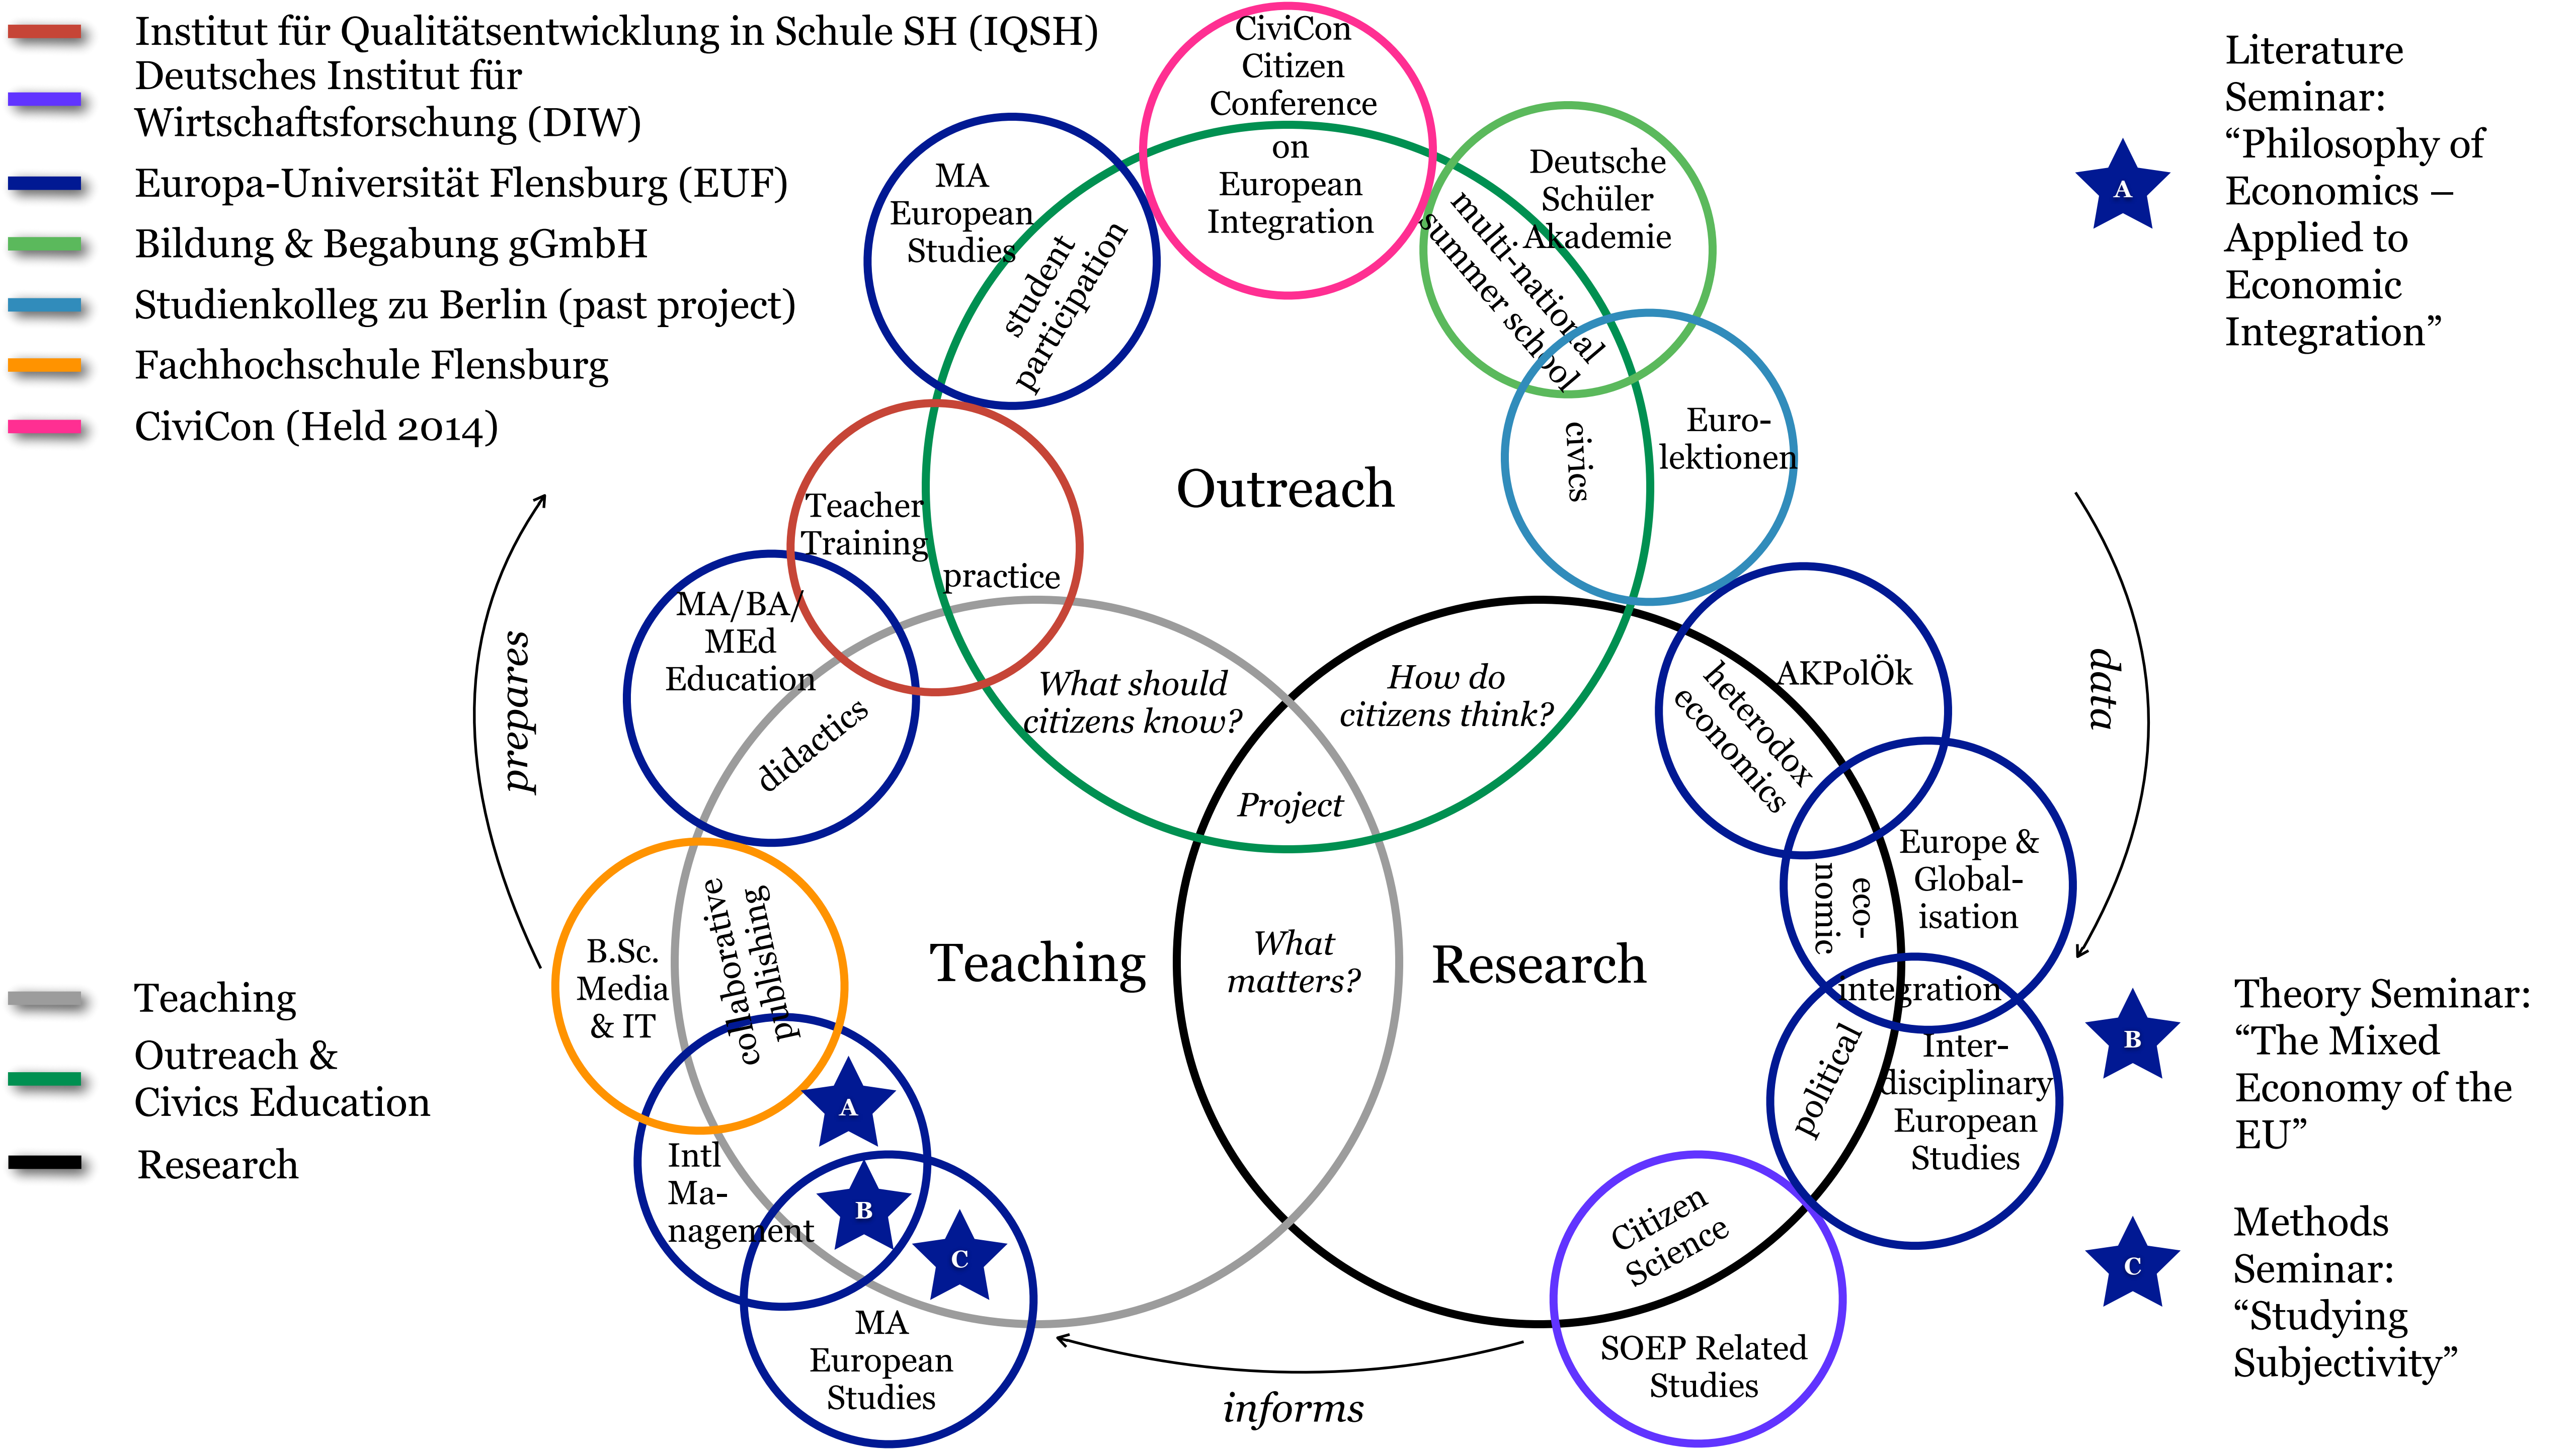 Institut für Qualitätsentwicklung in Schule SH (IQSH)
Deutsches Institut für
Wirtschaftsforschung (DIW)
Europa-Universität Flensburg (EUF)
Bildung & Begabung gGmbH
Studienkolleg zu Berlin (past project)
Fachhochschule Flensburg
CiviCon (Held 2014)
CiviCon
Citizen
Conference
on
European
Integration
MA
European
Studies
student
participation
Deutsche
Schüler
Akademie
multi-national
summer school
Euro-
lektionen
civics
Literature
Seminar:
“Philosophy of
Economics –
Applied to
Economic
Integration”
A
Outreach
Teacher
Training
practice
MA/BA/
MEd
Education
didactics
prepares
What should
citizens know?
How do
citizens think?
Project
AKPolÖk
heterodox
economics
data
Europe &
Global-
isation
eco-
nomic
integration
political
Inter-
disciplinary
European
Studies
Teaching
What
matters?
Research
B.Sc.
Media
& IT
collaborative
publishing
A
Intl
Ma-
nagement
B
C
MA
European
Studies
Citizen
Science
SOEP Related
Studies
informs
Teaching
Outreach &
Civics Education
Research
B
Theory Seminar:
“The Mixed
Economy of the
EU”
C
Methods
Seminar:
“Studying
Subjectivity”